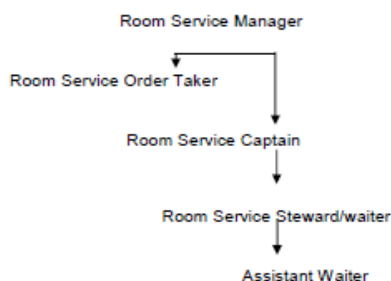 Room Service Manager
Room Service Order Taker
Room Service Captain
Room Service Steward/waiter
Assistant Waiter